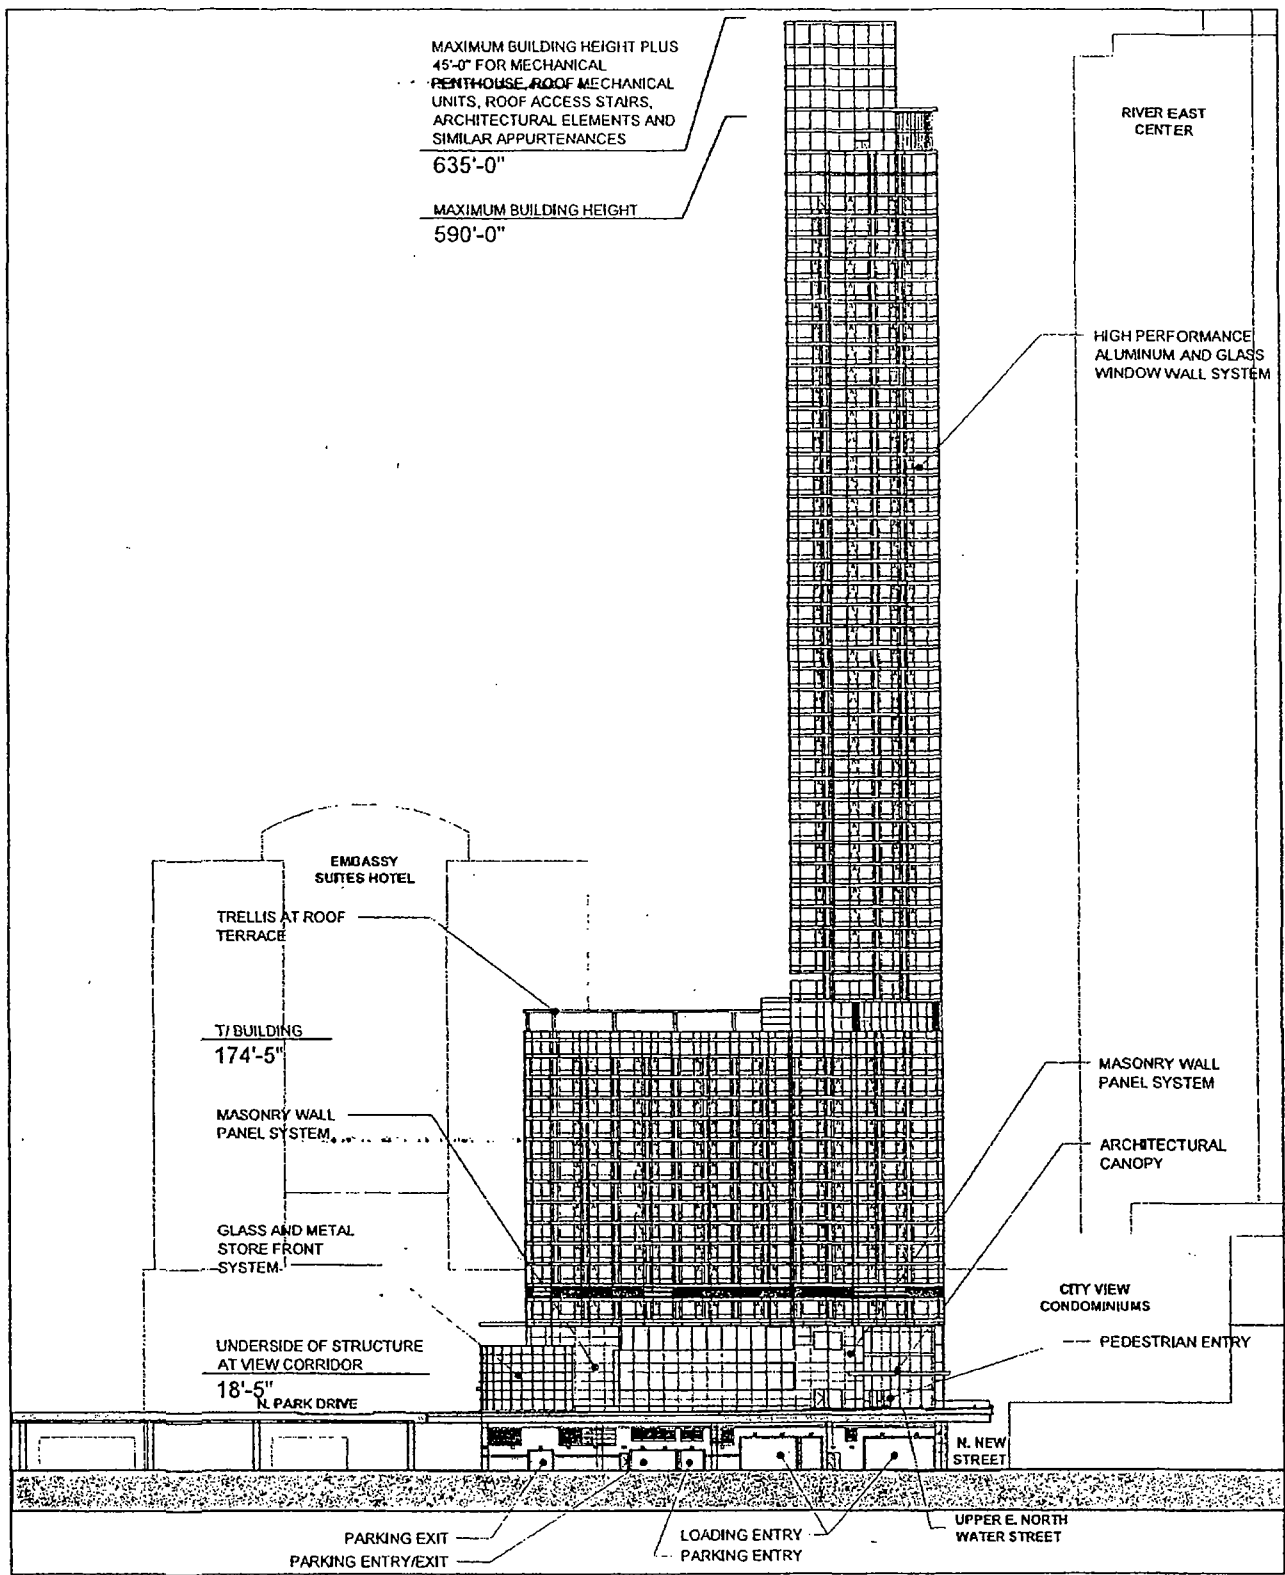 MAXIMUM BUILDING HEIGHT PLUS
45'-0" FOR MECHANICAL
PENTHOUSE, ROOF MECHANICAL
UNITS, ROOF ACCESS STAIRS,
ARCHITECTURAL ELEMENTS AND
SIMILAR APPURTENANCES
635'-0"
MAXIMUM BUILDING HEIGHT
590'-0"
RIVER EAST
CENTER
HIGH PERFORMANCE
ALUMINUM AND GLASS
WINDOW WALL SYSTEM
EMBASSY
SUITES HOTEL
TRELLIS AT ROOF
TERRACE
T/ BUILDING
174'-5"
MASONRY WALL
PANEL SYSTEM
GLASS AND METAL
STORE FRONT
SYSTEM
UNDERSIDE OF STRUCTURE
AT VIEW CORRIDOR
18'-5"
N. PARK DRIVE
MASONRY WALL
PANEL SYSTEM
ARCHITECTURAL
CANOPY
CITY VIEW
CONDOMINIUMS
PEDESTRIAN ENTRY
N. NEW
STREET
UPPER E. NORTH
WATER STREET
PARKING EXIT
PARKING ENTRY/EXIT
LOADING ENTRY
PARKING ENTRY